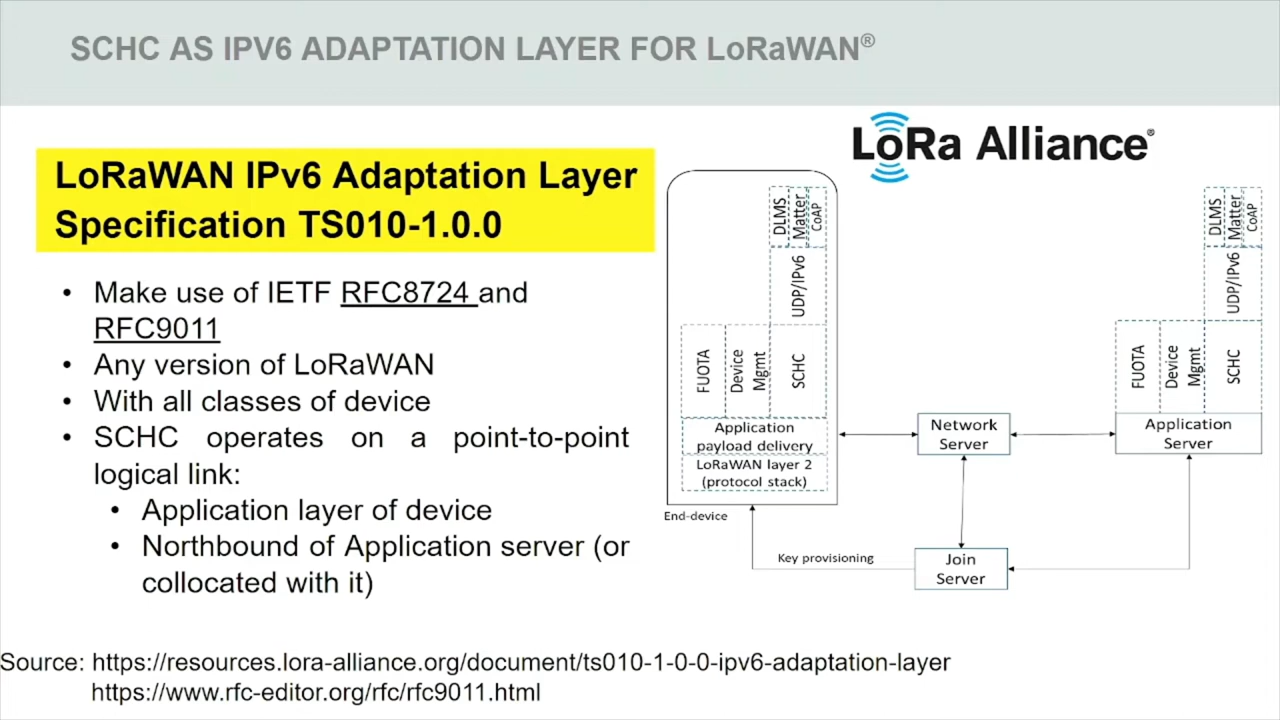 SCHC AS IPV6 ADAPTATION LAYER FOR LoRaWAN®
LoRa Alliance®
LoRaWAN IPv6 Adaptation Layer
Specification TS010-1.0.0
• Make use of IETF RFC8724 and
RFC9011
• Any version of LoRaWAN
• With all classes of device
• SCHC operates on a point-to-point
logical link:
• Application layer of device
• Northbound of Application server (or
collocated with it)
DLMS
Matter
CoAP
UDP/IPv6
FUOTA
Device
Mgmt
SCHC
Application
payload delivery
LoRaWAN layer 2
(protocol stack)
End-device
Key provisioning
Network
Server
Join
Server
DLMS
Matter
CoAP
UDP/IPv6
FUOTA
Device
Mgmt
SCHC
Application
Server
Source: https://resources.lora-alliance.org/document/ts010-1-0-0-ipv6-adaptation-layer
https://www.rfc-editor.org/rfc/rfc9011.html